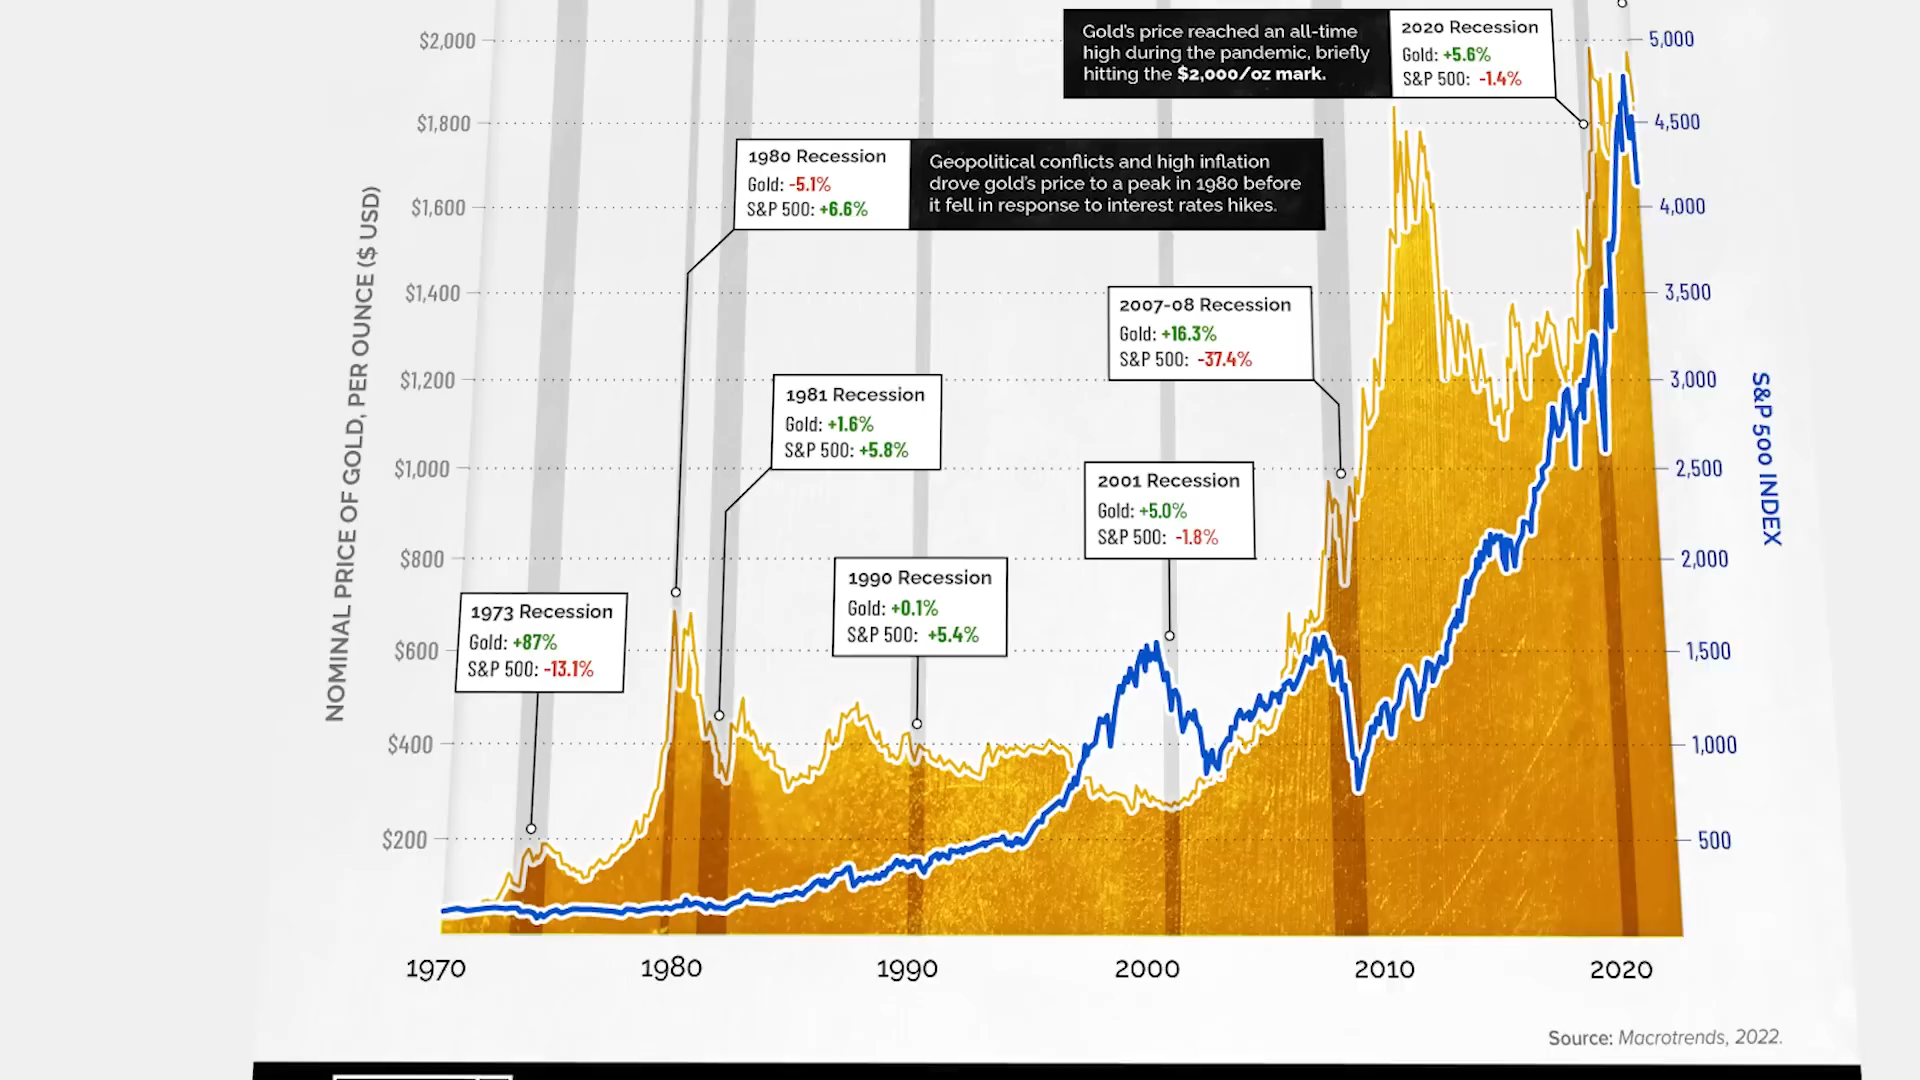 Gold's price reached an all-time
high during the pandemic, briefly
hitting the $2,000/oz mark.
2020 Recession
Gold: +5.6%
S&P 500: -1.4%
1980 Recession
Gold: -5.1%
S&P 500: +6.6%
Geopolitical conflicts and high inflation
drove gold's price to a peak in 1980 before
it fell in response to interest rates hikes.
2007-08 Recession
Gold: +16.3%
S&P 500: -37.4%
1981 Recession
Gold: +1.6%
S&P 500: +5.8%
2001 Recession
Gold: +5.0%
S&P 500: -1.8%
1990 Recession
Gold: +0.1%
S&P 500: +5.4%
1973 Recession
Gold: +87%
S&P 500: -13.1%
NOMINAL PRICE OF GOLD, PER OUNCE ($ USD)
$2,000
$1,800
$1,600
$1,400
$1,200
$1,000
$800
$600
$400
$200
5,000
4,500
4,000
3,500
3,000
2,500
2,000
1,500
1,000
500
S&P 500 INDEX
1970
1980
1990
2000
2010
2020
Source: Macrotrends, 2022.